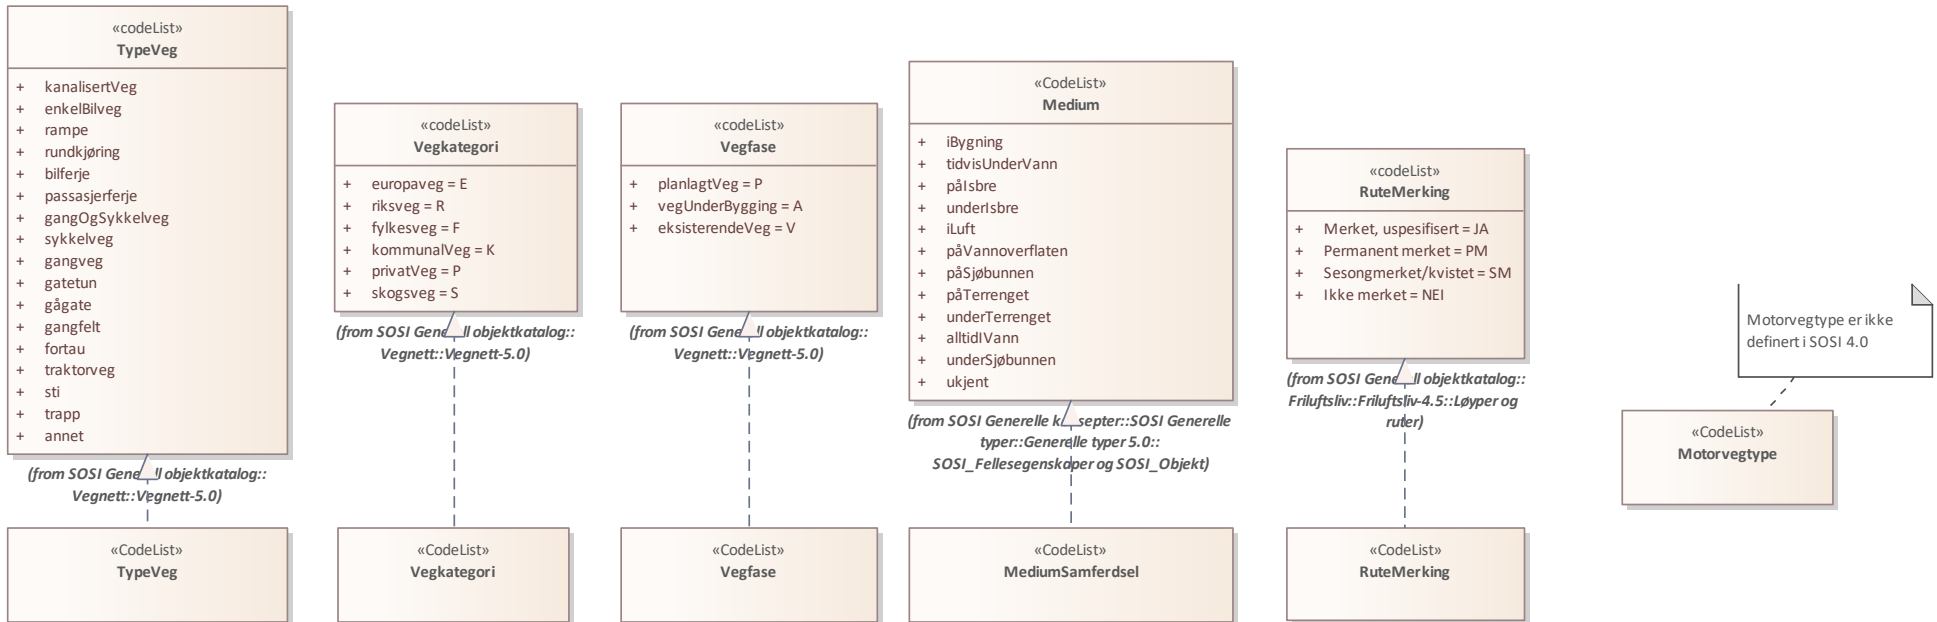 «codeList»
TypeVeg
+ kanalisertVeg
+ enkelBilveg
+ rampe
+ rundkjøring
+ bilferje
+ passasjerferje
+ gangOgSykkelveg
+ sykkelveg
+ gangveg
+ gatetun
+ gågate
+ gangfelt
+ fortau
+ traktorveg
+ sti
+ trapp
+ annet
(from SOSI Generell objektkatalog::
Vegnett::Vegnett-5.0)
«CodeList»
TypeVeg
«codeList»
Vegkategori
+ europaveg = E
+ riksveg = R
+ fylkesveg = F
+ kommunalVeg = K
+ privatVeg = P
+ skogsveg = S
(from SOSI Generell objektkatalog::
Vegnett::Vegnett-5.0)
«CodeList»
Vegkategori
«codeList»
Vegfase
+ planlagtVeg = P
+ vegUnderBygging = A
+ eksisterendeVeg = V
(from SOSI Generell objektkatalog::
Vegnett::Vegnett-5.0)
«CodeList»
Vegfase
«CodeList»
Medium
+ iBygning
+ tidvisUnderVann
+ påIsbre
+ underIsbre
+ iLuft
+ påVannoverflaten
+ påSjøbunnen
+ påTerrenget
+ underTerrenget
+ alltidIVann
+ underSjøbunnen
+ ukjent
(from SOSI Generelle konsepter::SOSI Generelle
typer::Generelle typer 5.0::
SOSI_Fellesegenskaper og SOSI_Objekt)
«CodeList»
MediumSamferdsel
«codeList»
RuteMerking
+ Merket, uspesifisert = JA
+ Permanent merket = PM
+ Sesongmerket/kvistet = SM
+ Ikke merket = NEI
(from SOSI Generell objektkatalog::
Friluftsliv::Friluftsliv-4.5::Løyper og
ruter)
«CodeList»
RuteMerking
Motorvegtype er ikke
definert i SOSI 4.0
«CodeList»
Motorvegtype